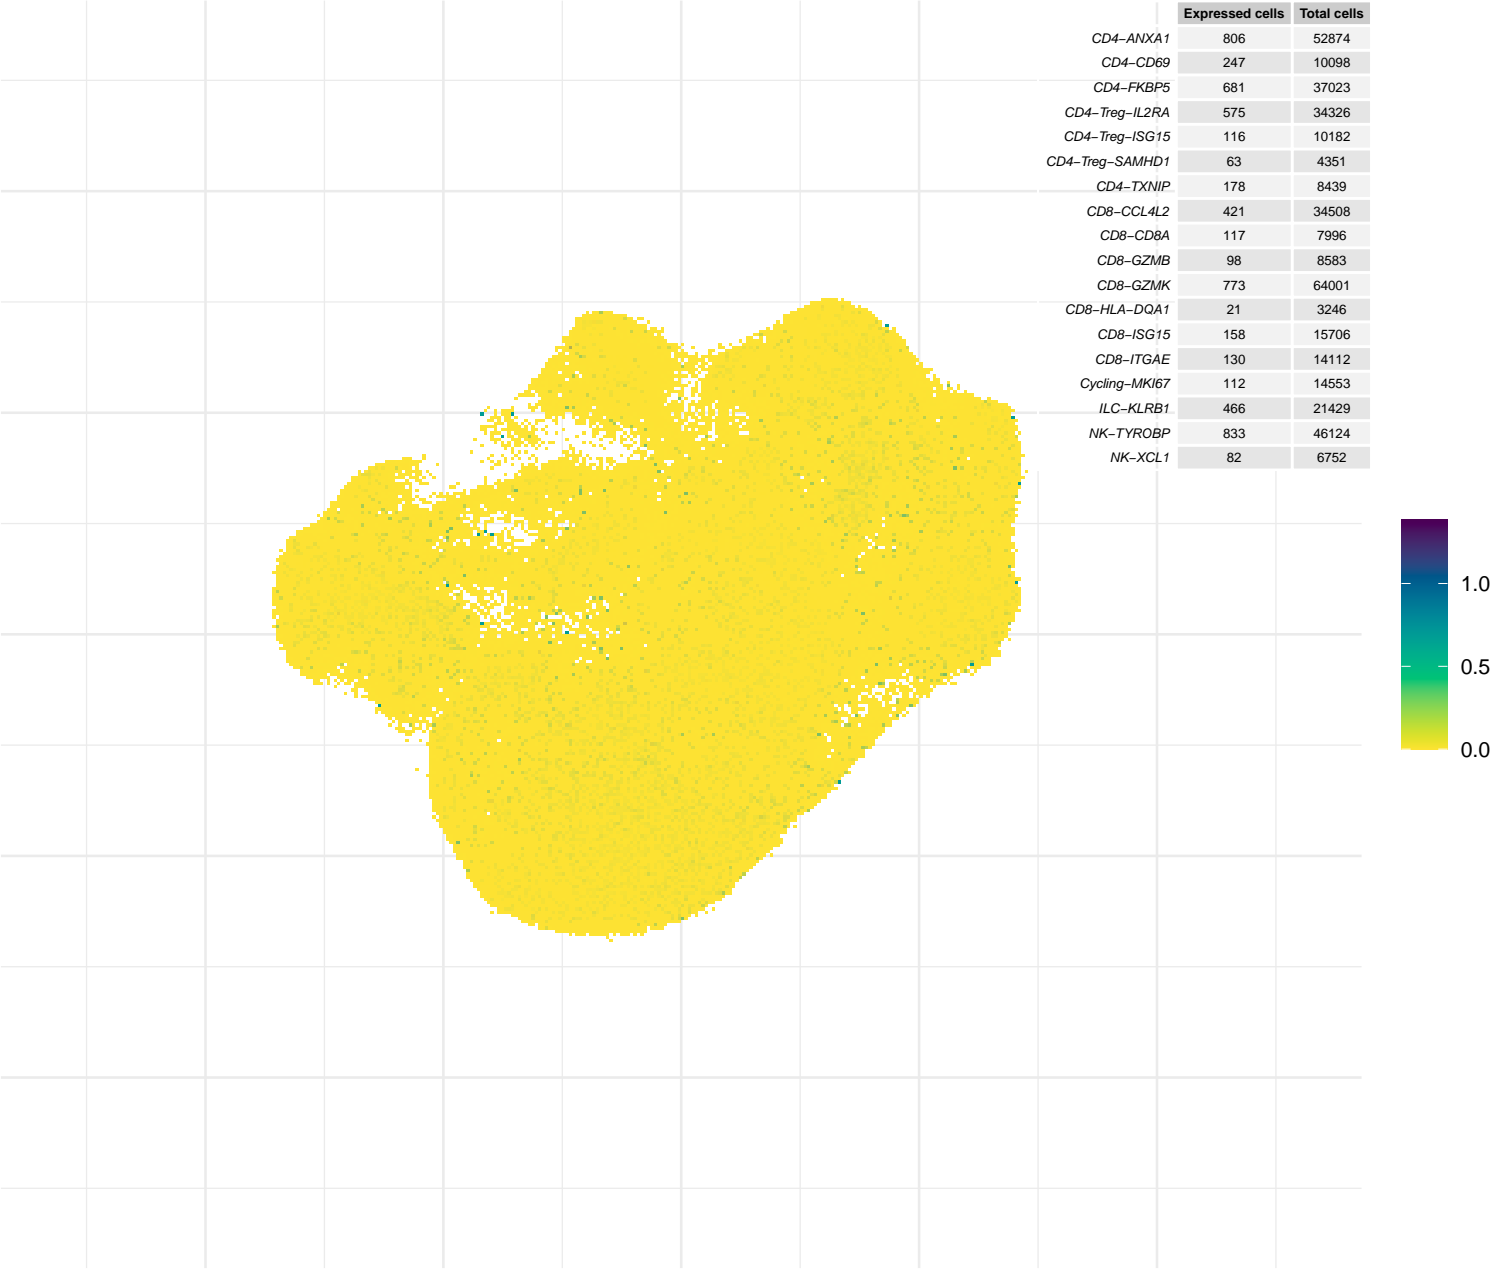 Expressed cells Total cells
CD4−ANXA1 806 52874
CD4−CD69 247 10098
CD4−FKBP5 681 37023
CD4−Treg−IL2RA 575 34326
CD4−Treg−ISG15 116 10182
CD4−Treg−SAMHD1 63 4351
CD4−TXNIP 178 8439
CD8−CCL4L2 421 34508
CD8−CD8A 117 7996
CD8−GZMB 98 8583
CD8−GZMK 773 64001
CD8−HLA−DQA1 21 3246
CD8−ISG15 158 15706
CD8−ITGAE 130 14112
Cycling−MKI67 112 14553
ILC−KLRB1 466 21429
NK−TYROBP 833 46124
NK−XCL1 82 6752
1.0
0.5
0.0